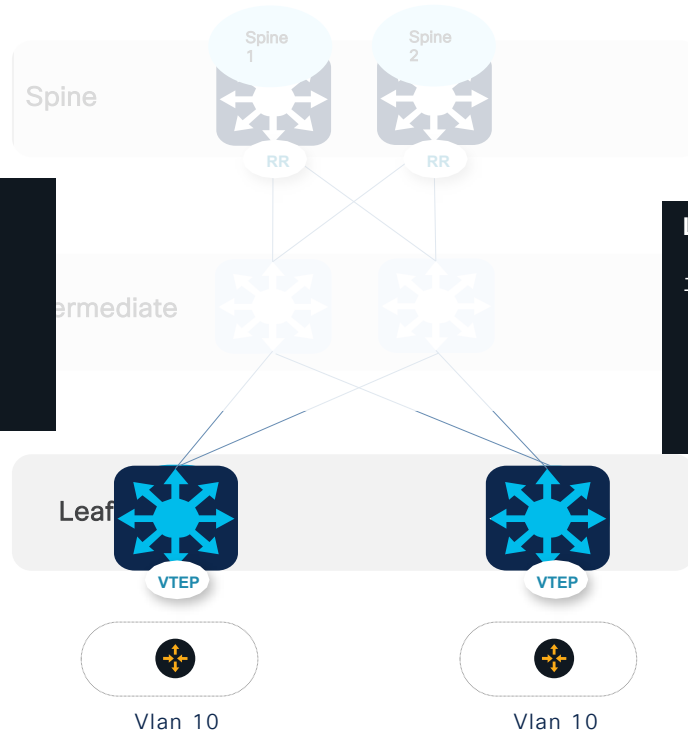 Spine
1
Spine
2
Spine
RR
RR
ermediate
Leaf
VTEP
VTEP
Vlan 10
Vlan 10